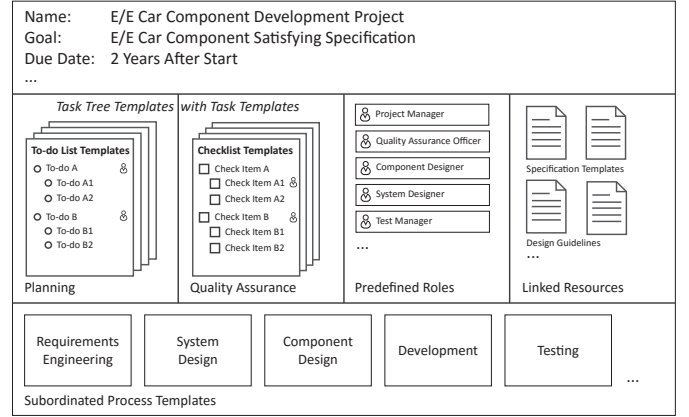 Name: E/E Car Component Development Project
Goal: E/E Car Component Satisfying Specification
Due Date: 2 Years After Start
...
Task Tree Templates with Task Templates
To-do List Templates
To-do A
To-do A1
To-do A2
To-do B
To-do B1
To-do B2
Planning
Checklist Templates
Check Item A
Check Item A1
Check Item A2
Check Item B
Check Item B1
Check Item B2
Quality Assurance
Project Manager
Quality Assurance Officer
Component Designer
System Designer
Test Manager
...
Predefined Roles
Specification Templates
Design Guidelines
...
Linked Resources
Requirements
Engineering
System
Design
Component
Design
Development
Testing
...
Subordinated Process Templates